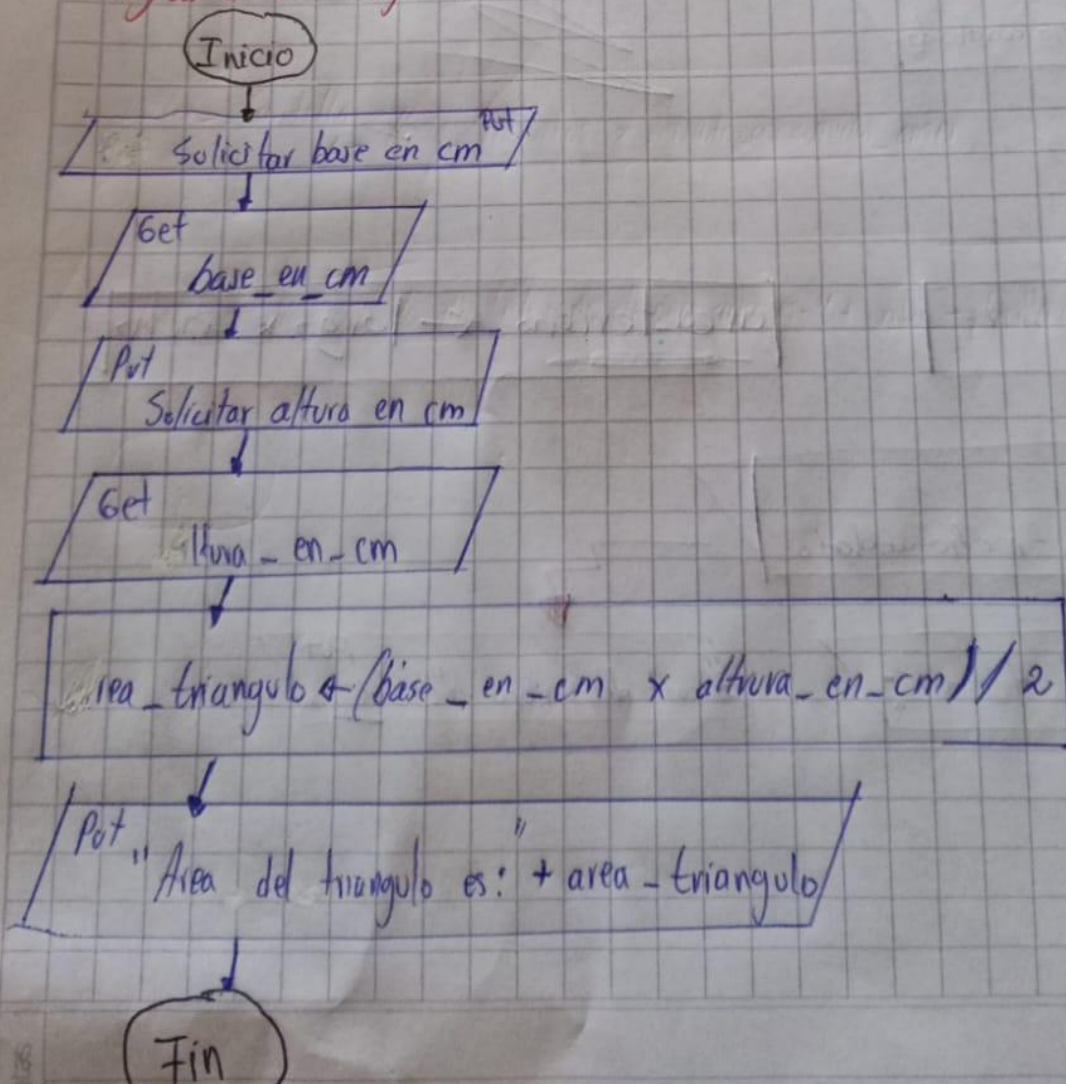 Inicio
Put
Solicitar base en cm
Get
base_en_cm
Put
Solicitar altura en cm
Get
altura_en_cm
area_triangulo ← (base_en_cm x altrura_en_cm) / 2
Put
"Area del triangulo es:" + area_triangulo
Fin